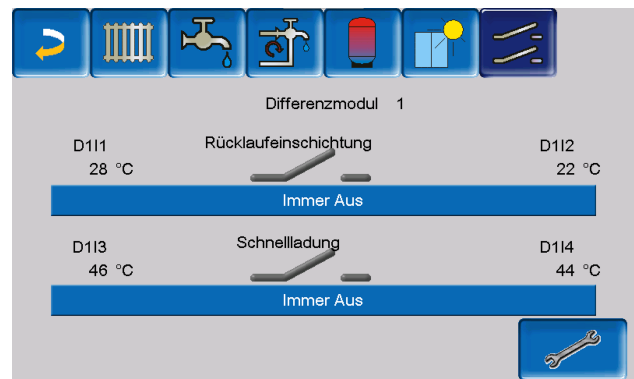 Differenzmodul 1
D1I1 Rücklaufeinschichtung D1I2
28 °C 22 °C
Immer Aus
D1I3 Schnellladung D1I4
46 °C 44 °C
Immer Aus